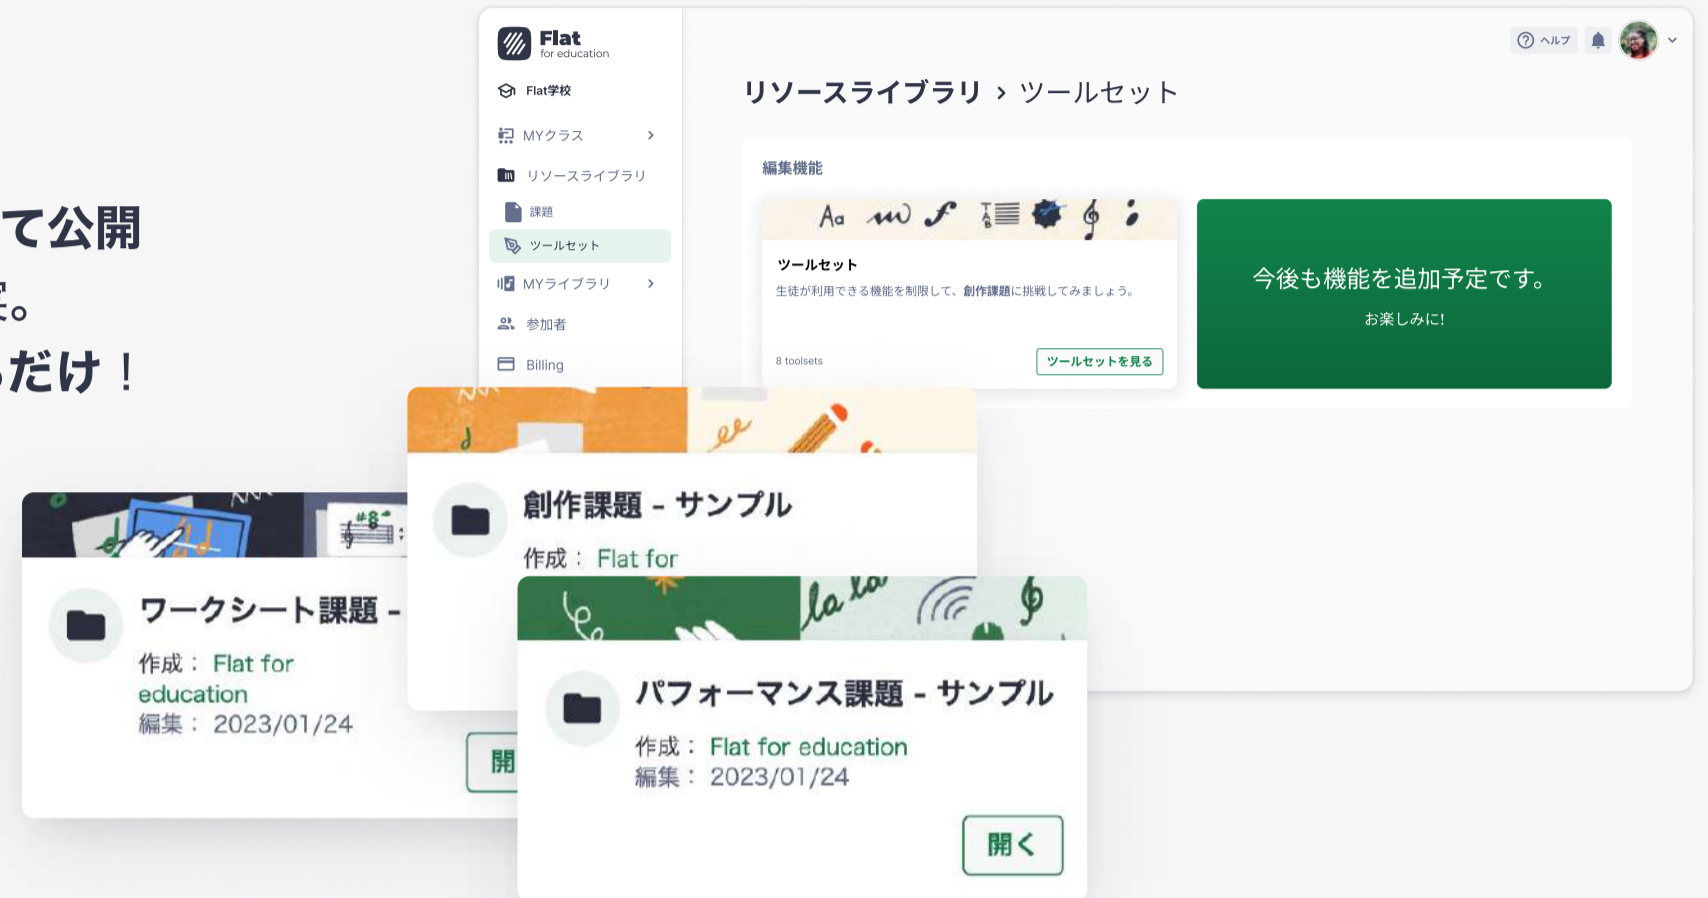 て公開
。
だけ！
Flat
for education
Flat学校
MYクラス
リソースライブラリ
課題
ツールセット
MYライブラリ
参加者
Billing
ヘルプ
リソースライブラリ › ツールセット
編集機能
Aa
TAB
ツールセット
生徒が利用できる機能を制限して、創作課題に挑戦してみましょう。
8 toolsets
ツールセットを見る
今後も機能を追加予定です。
お楽しみに!
ワークシート課題 -
作成： Flat for
education
編集： 2023/01/24
開
創作課題 - サンプル
作成： Flat for
la la
パフォーマンス課題 - サンプル
作成： Flat for education
編集： 2023/01/24
開く